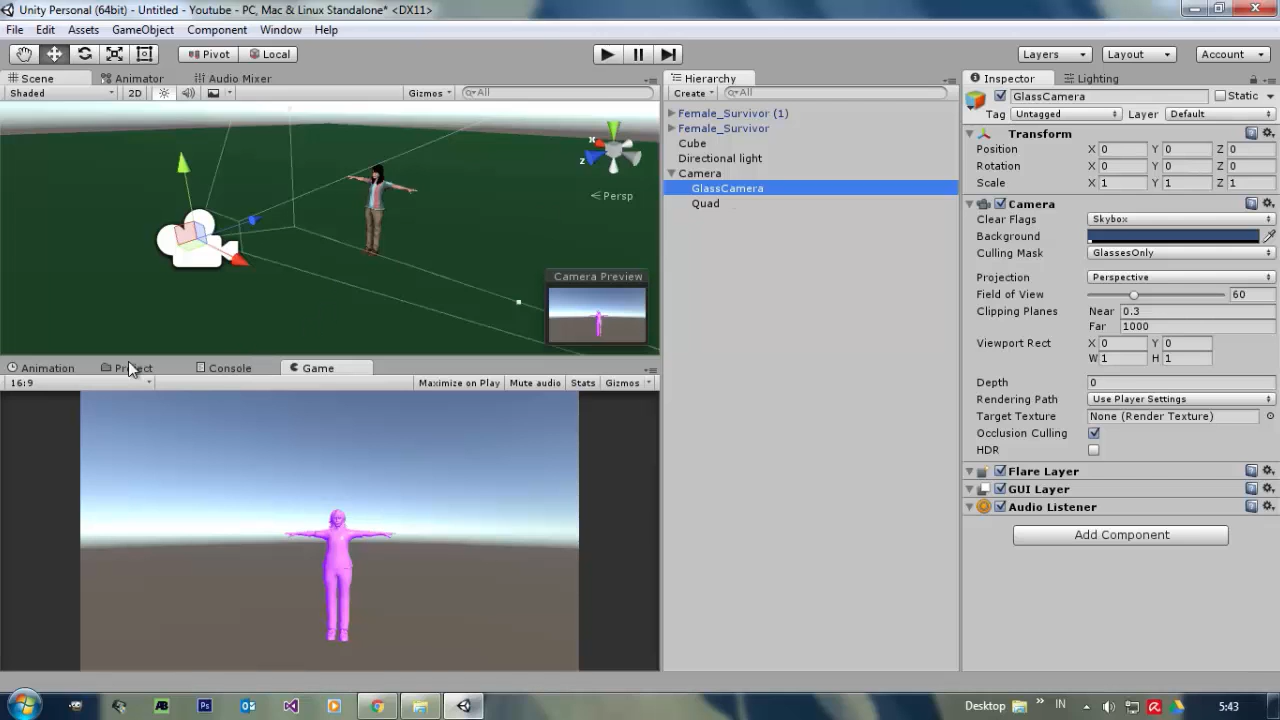 Unity Personal (64bit) - Untitled - Youtube - PC, Mac & Linux Standalone* <DX11>
File Edit Assets GameObject Component Window Help
Pivot Local Layers Layout Account
Scene Animator Audio Mixer
Shaded 2D Gizmos All
x z Persp
Camera Preview
Animation Project Console Game
16:9 Maximize on Play Mute audio Stats Gizmos
Hierarchy
Create All
Female_Survivor (1)
Female_Survivor
Cube
Directional light
Camera
GlassCamera
Quad
Inspector Lighting
GlassCamera Static
Tag Untagged Layer Default
Transform
Position X 0 Y 0 Z 0
Rotation X 0 Y 0 Z 0
Scale X 1 Y 1 Z 1
Camera
Clear Flags Skybox
Background
Culling Mask GlassesOnly
Projection Perspective
Field of View 60
Clipping Planes Near 0.3
Far 1000
Viewport Rect X 0 Y 0
W 1 H 1
Depth 0
Rendering Path Use Player Settings
Target Texture None (Render Texture)
Occlusion Culling
HDR
Flare Layer
GUI Layer
Audio Listener
Add Component
AB Ps Desktop » IN 5:43